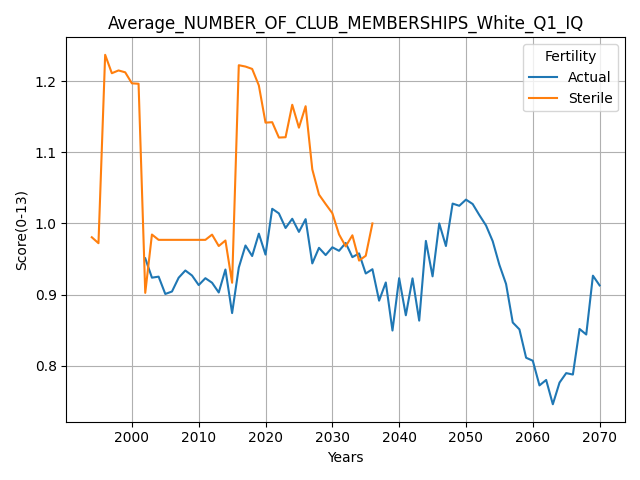 Average_NUMBER_OF_CLUB_MEMBERSHIPS_White_Q1_IQ
Fertility
Actual
Sterile
Score(0-13)
1.2
1.1
1.0
0.9
0.8
2000 2010 2020 2030 2040 2050 2060 2070
Years